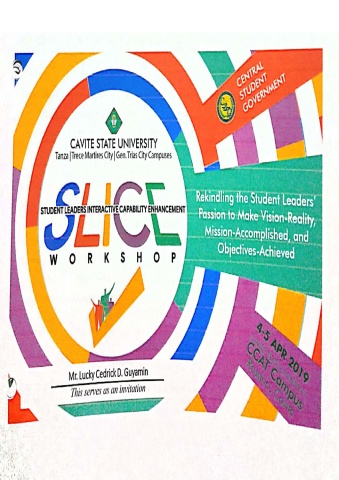 CENTRAL
STUDENT
GOVERNMENT
CAVITE STATE UNIVERSITY
Tanza | Trece Martires City | Gen. Trias City Campuses
SLICE
STUDENT LEADERS INTERACTIVE CAPABILITY ENHANCEMENT
WORKSHOP
Rekindling the Student Leaders'
Passion to Make Vision-Reality,
Mission-Accomplished, and
Objectives-Achieved
4-5 APR 2019
CCAT Campus
Mr. Lucky Cedrick D. Guyamin
This serves as an invitation